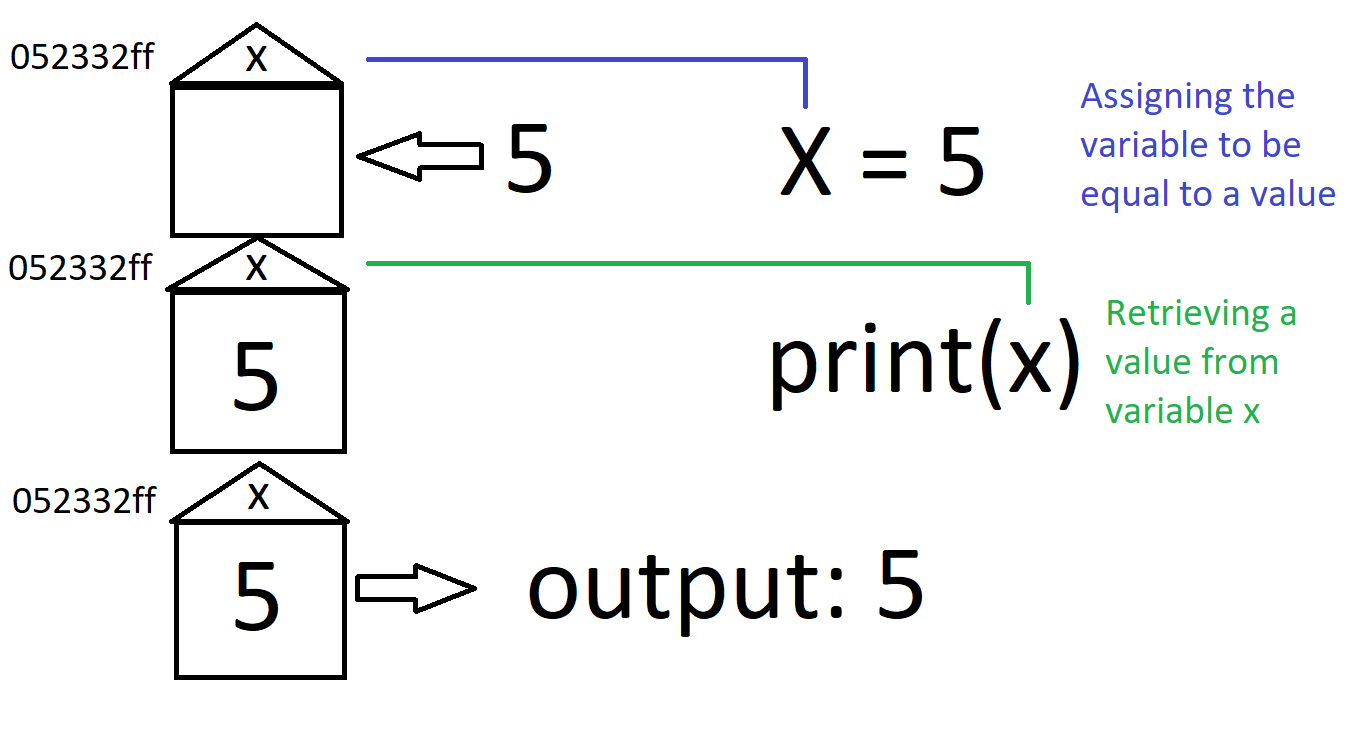 052332ff
x
5
X = 5
Assigning the
variable to be
equal to a value
052332ff
x
5
print(x)
Retrieving a
value from
variable x
052332ff
x
5
output: 5